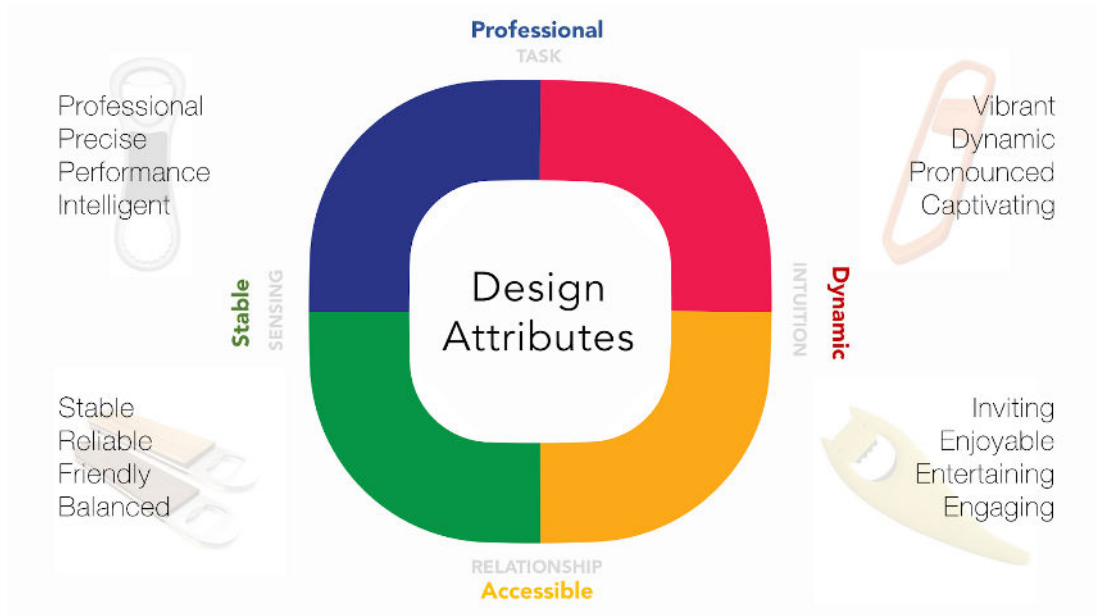 Professional
TASK
Professional
Precise
Performance
Intelligent
Vibrant
Dynamic
Pronounced
Captivating
Stable
SENSING
Design
Attributes
INTUITION
Dynamic
Stable
Reliable
Friendly
Balanced
Inviting
Enjoyable
Entertaining
Engaging
RELATIONSHIP
Accessible